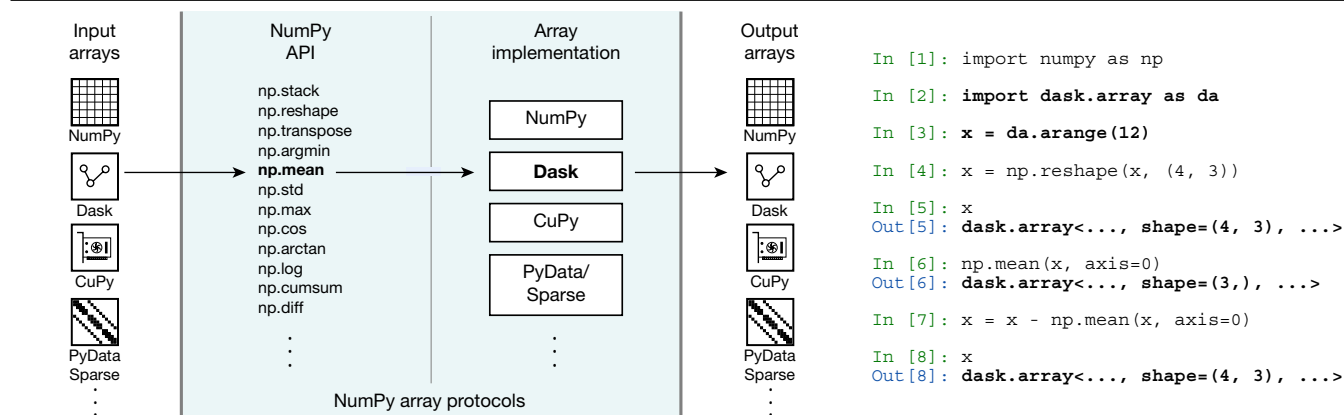 Input
arrays
NumPy
Dask
CuPy
PyData
Sparse
NumPy
API
np.stack
np.reshape
np.transpose
np.argmin
np.mean
np.std
np.max
np.cos
np.arctan
np.log
np.cumsum
np.diff
Array
implementation
NumPy
Dask
CuPy
PyData/
Sparse
NumPy array protocols
Output
arrays
NumPy
Dask
CuPy
PyData
Sparse
In [1]: import numpy as np
In [2]: import dask.array as da
In [3]: x = da.arange(12)
In [4]: x = np.reshape(x, (4, 3))
In [5]: x
Out[5]: dask.array<..., shape=(4, 3), ...>
In [6]: np.mean(x, axis=0)
Out[6]: dask.array<..., shape=(3,), ...>
In [7]: x = x - np.mean(x, axis=0)
In [8]: x
Out[8]: dask.array<..., shape=(4, 3), ...>